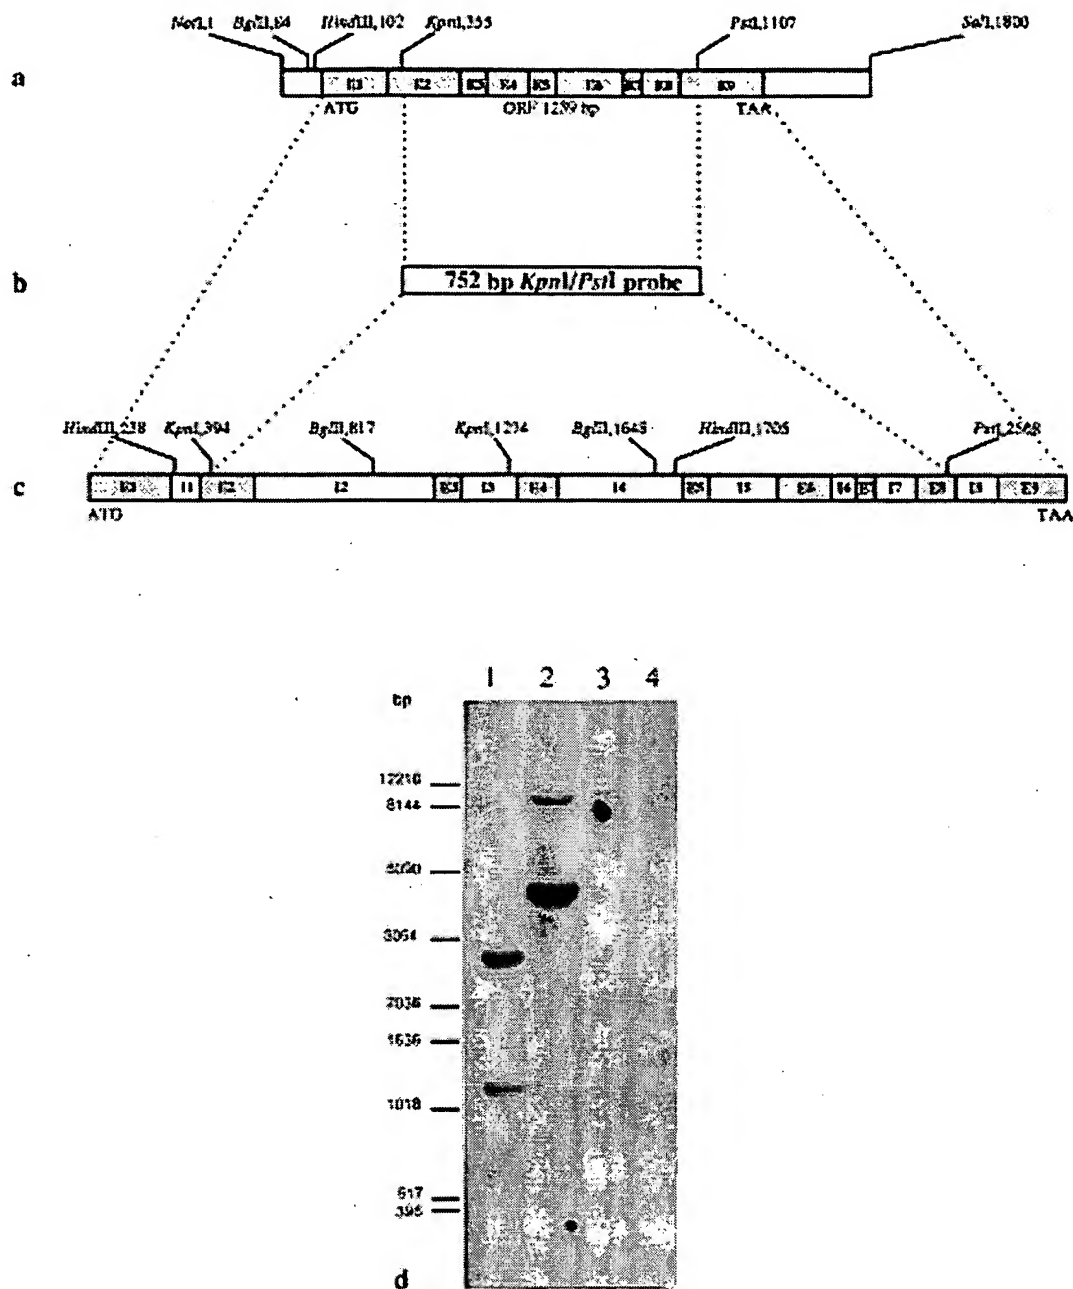 NotI,1 BglII,84 HindIII,102 KpnI,355 PstI,1107 SalI,1800
a
E1 E2 E3 E4 E5 E6 E7 E8 E9
ATG ORF 1289 bp TAA
b
752 bp KpnI/PstI probe
HindIII,238 KpnI,394 BglII,817 KpnI,1234 BglII,1648 HindIII,1705
c
E1 I1 E2 I2 E3 I3 E4 I4 E5 I5 E6 I6 E7 I7 E8 I8 E9
ATG TAA
1 2 3 4
bp
12216
8144
3054
2036
1636
1018
517
396
d